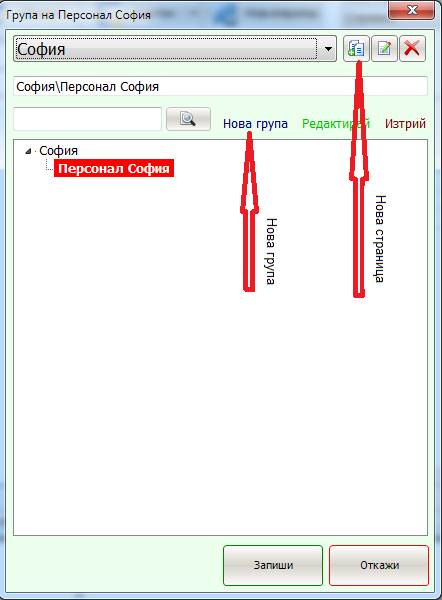 Група на Персонал София
София
София\Персонал София
Нова група Редактирай Изтрий
София
Персонал София
Нова група
Нова страница
Запиши Откажи